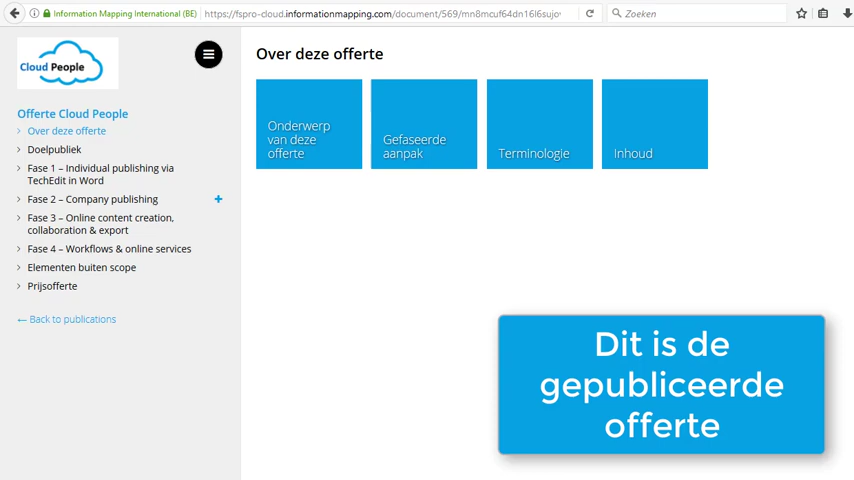 Information Mapping International (BE)
https://fspro-cloud.informationmapping.com/document/569/mn8mcuf64dn16l6sujov
Zoeken
Cloud People
Over deze offerte
Onderwerp
van deze
offerte
Gefaseerde
aanpak
Terminologie
Inhoud
Offerte Cloud People
Over deze offerte
Doelpubliek
Fase 1 – Individual publishing via
TechEdit in Word
Fase 2 – Company publishing
Fase 3 – Online content creation,
collaboration & export
Fase 4 – Workflows & online services
Elementen buiten scope
Prijsofferte
← Back to publications
Dit is de
gepubliceerde
offerte